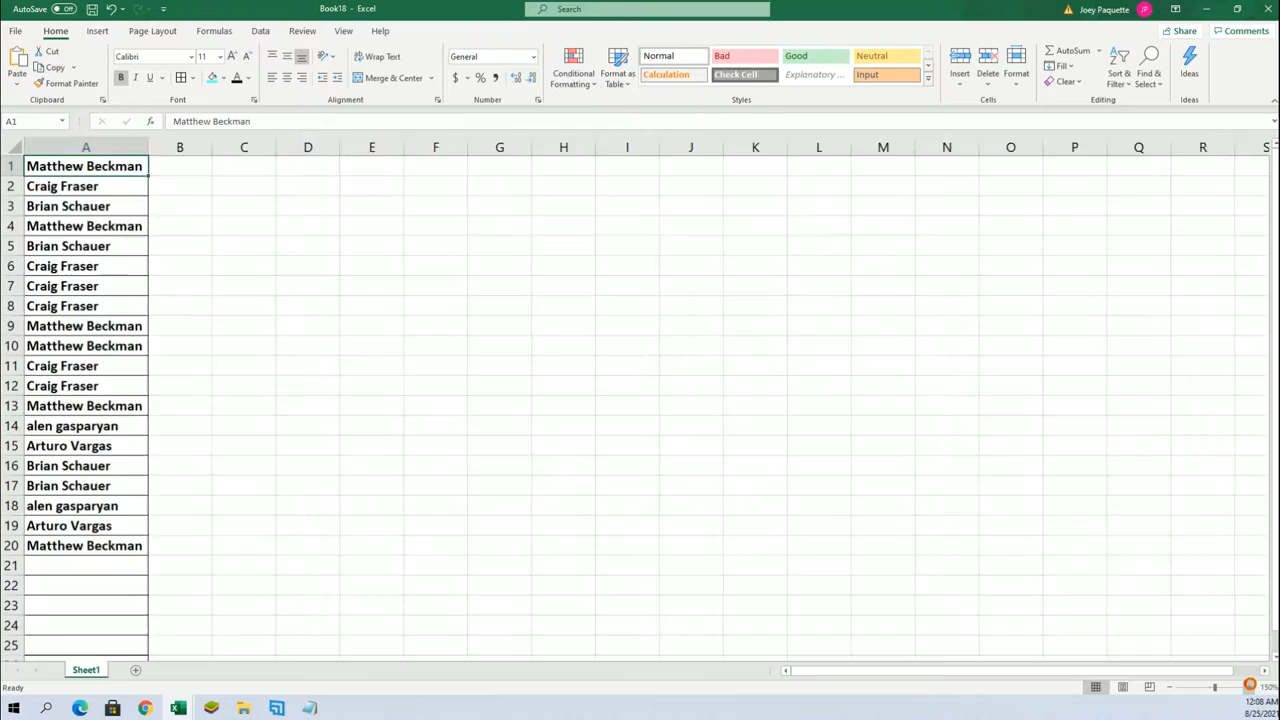 AutoSave Off Book18 - Excel Search Joey Paquette JP
File Home Insert Page Layout Formulas Data Review View Help Share Comments
Paste Cut Copy Format Painter Clipboard
Calibri 11 A A B I U A Font
Wrap Text Merge & Center Alignment
General $ % , Number
Conditional Formatting Format as Table
Normal Bad Good Neutral
Calculation Check Cell Explanatory ... Input
Styles
Insert Delete Format Cells
AutoSum Fill Clear Sort & Filter Find & Select Editing
Ideas Ideas
A1 fx Matthew Beckman
A B C D E F G H I J K L M N O P Q R S
1 Matthew Beckman
2 Craig Fraser
3 Brian Schauer
4 Matthew Beckman
5 Brian Schauer
6 Craig Fraser
7 Craig Fraser
8 Craig Fraser
9 Matthew Beckman
10 Matthew Beckman
11 Craig Fraser
12 Craig Fraser
13 Matthew Beckman
14 alen gasparyan
15 Arturo Vargas
16 Brian Schauer
17 Brian Schauer
18 alen gasparyan
19 Arturo Vargas
20 Matthew Beckman
21
22
23
24
25
Sheet1
Ready 150%
12:08 AM